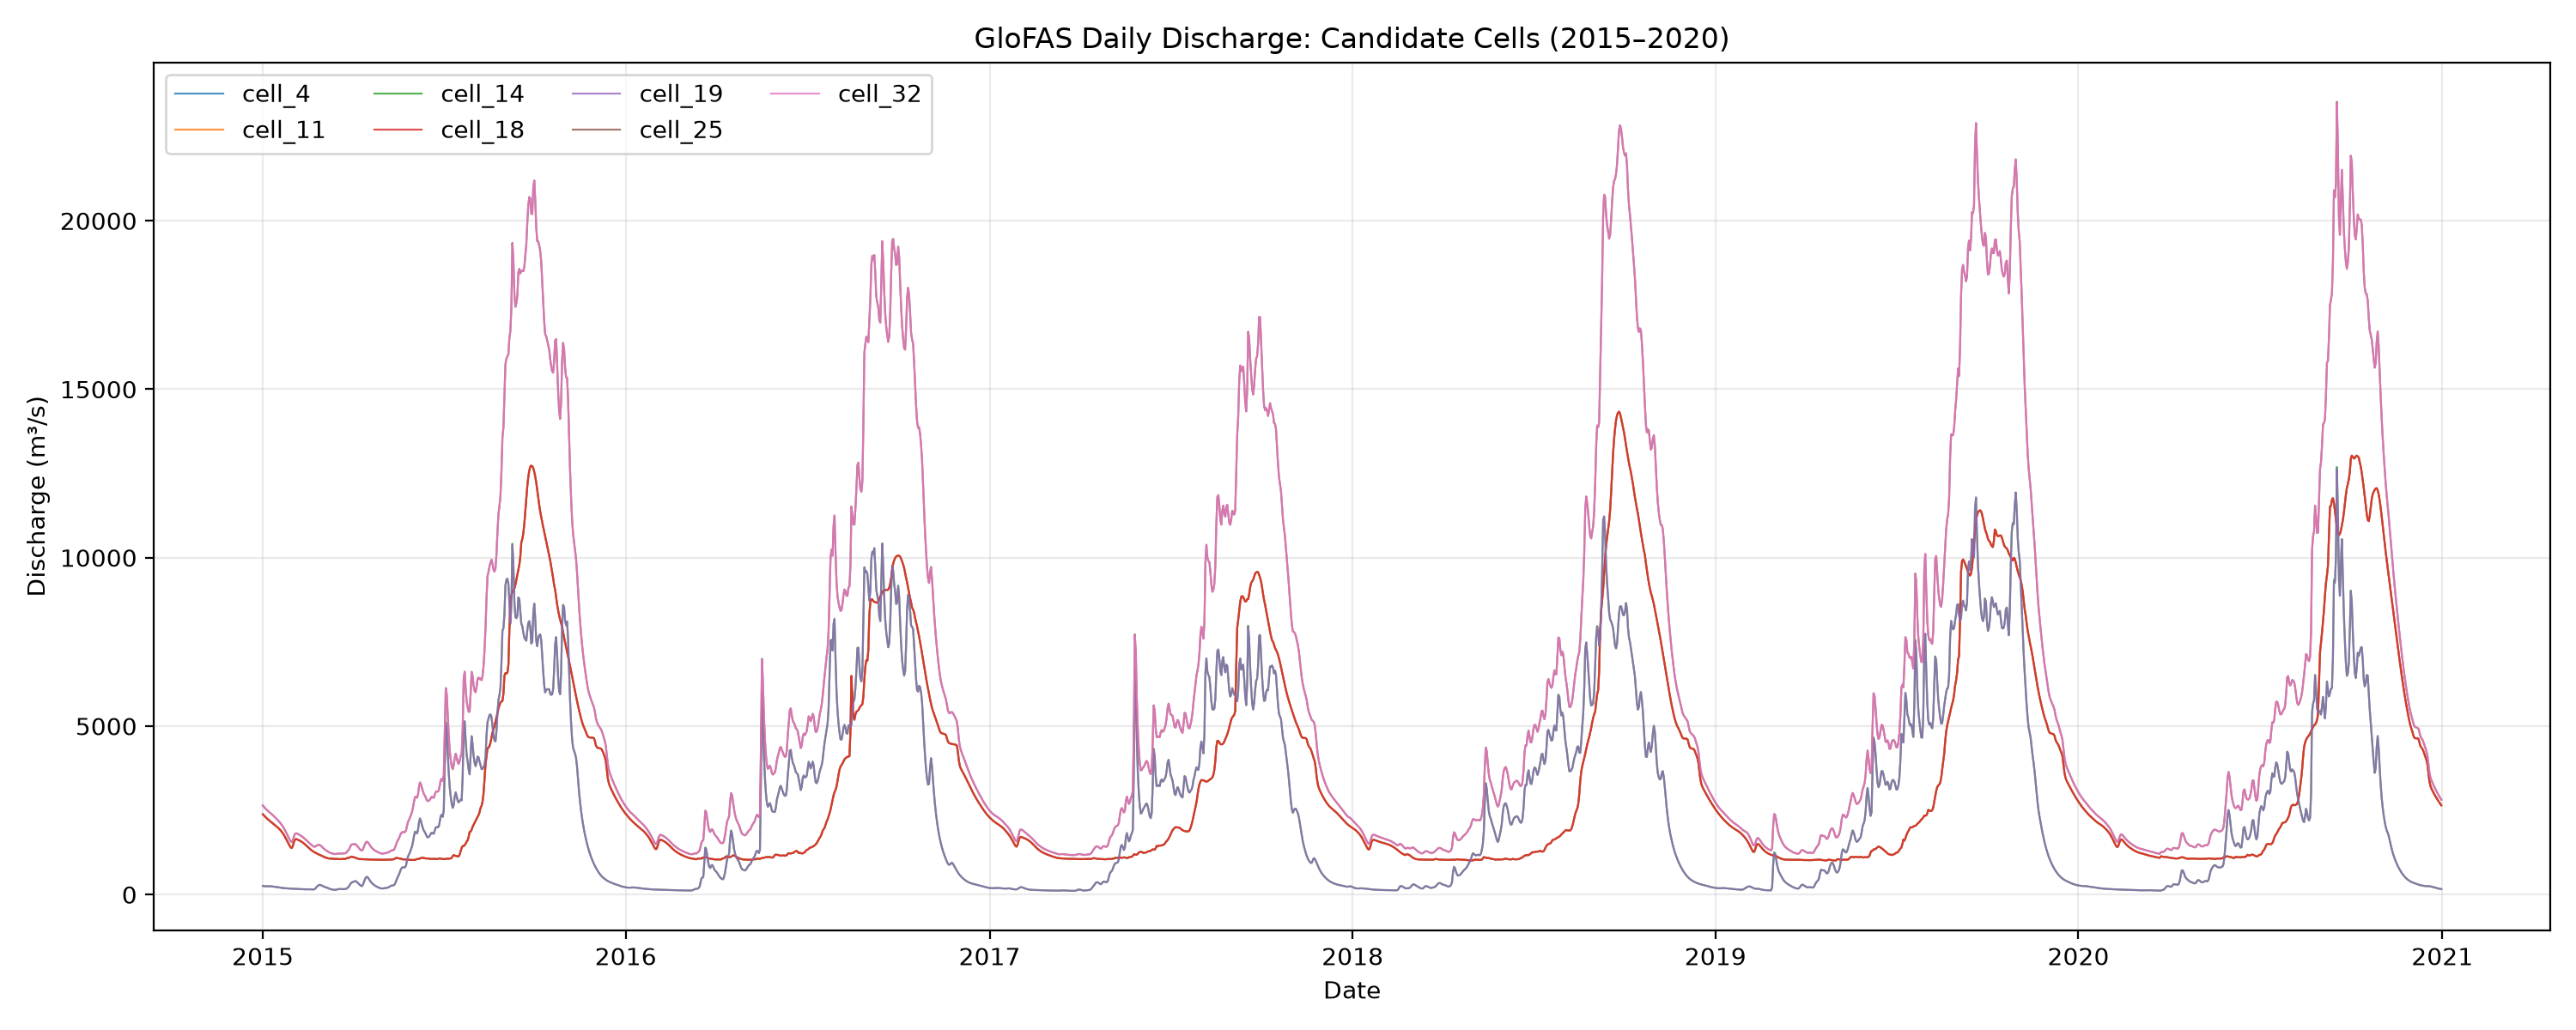 GloFAS Daily Discharge: Candidate Cells (2015–2020)
cell_4 cell_14 cell_19 cell_32
cell_11 cell_18 cell_25
Discharge (m³/s)
20000
15000
10000
5000
0
2015 2016 2017 2018 2019 2020 2021
Date